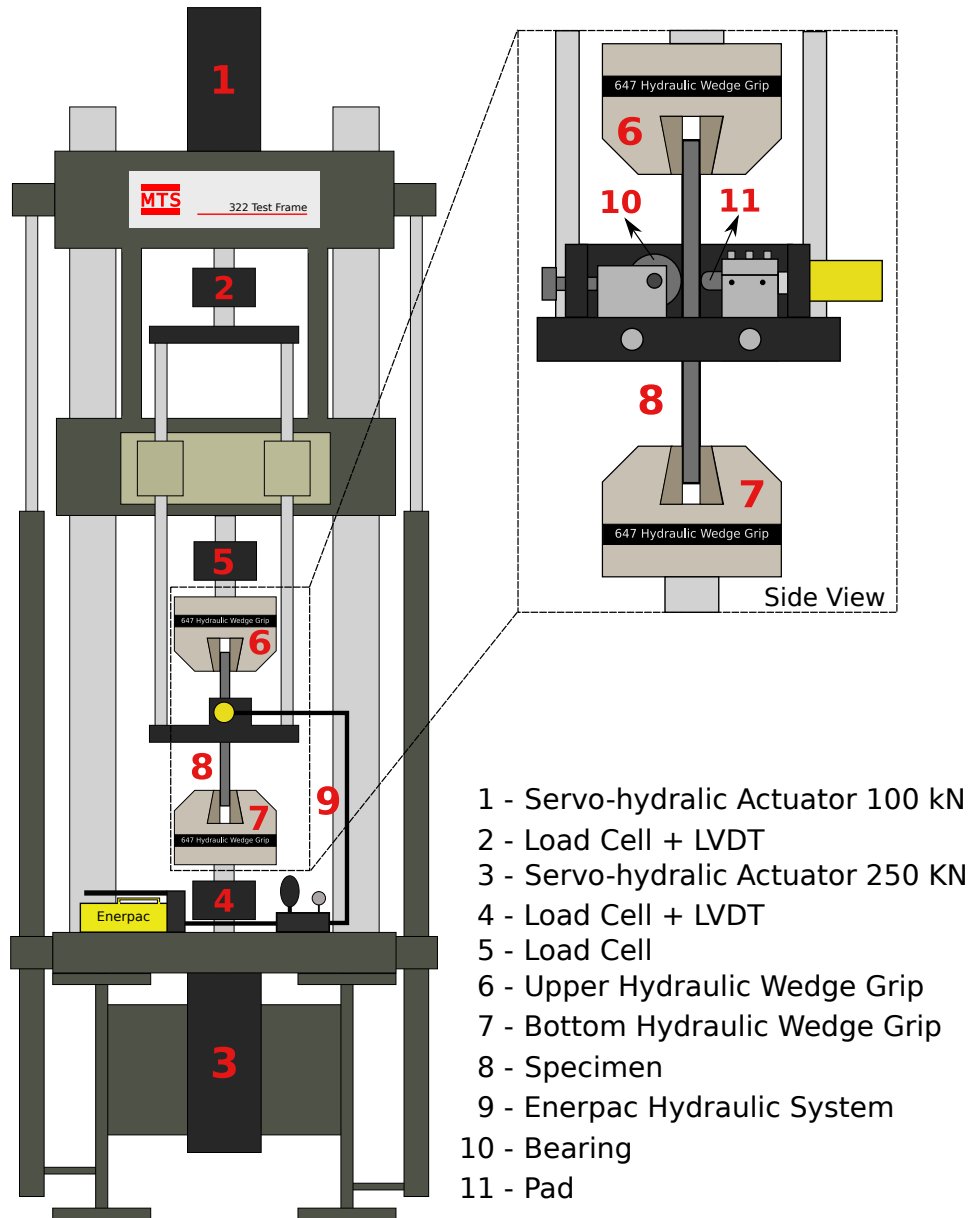 1
MTS
322 Test Frame
2
5
647 Hydraulic Wedge Grip
6
8
9
7
647 Hydraulic Wedge Grip
4
Enerpac
3
647 Hydraulic Wedge Grip
6
10
11
8
7
647 Hydraulic Wedge Grip
Side View
1 - Servo-hydralic Actuator 100 kN
2 - Load Cell + LVDT
3 - Servo-hydralic Actuator 250 KN
4 - Load Cell + LVDT
5 - Load Cell
6 - Upper Hydraulic Wedge Grip
7 - Bottom Hydraulic Wedge Grip
8 - Specimen
9 - Enerpac Hydraulic System
10 - Bearing
11 - Pad